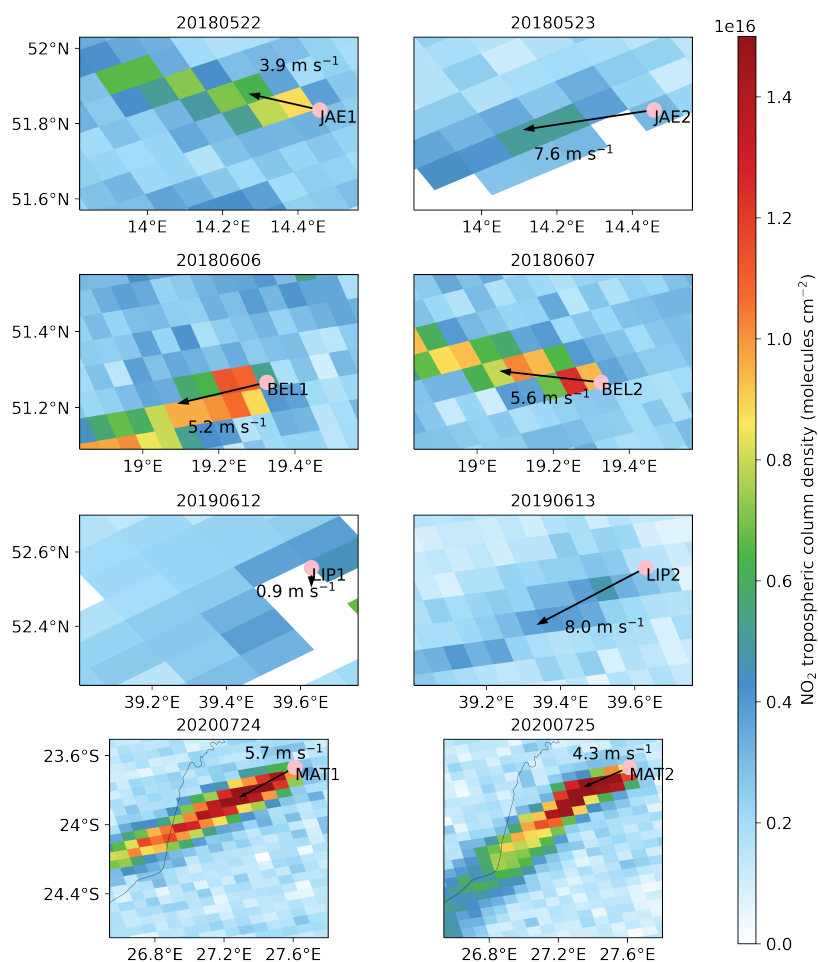 20180522
20180523
1e16
52°N
51.8°N
51.6°N
3.9 m s⁻¹
JAE1
7.6 m s⁻¹
JAE2
14°E 14.2°E 14.4°E
14°E 14.2°E 14.4°E
20180606
20180607
51.4°N
51.2°N
BEL1
5.2 m s⁻¹
BEL2
5.6 m s⁻¹
19°E 19.2°E 19.4°E
19°E 19.2°E 19.4°E
20190612
20190613
52.6°N
52.4°N
LIP1
0.9 m s⁻¹
LIP2
8.0 m s⁻¹
39.2°E 39.4°E 39.6°E
39.2°E 39.4°E 39.6°E
20200724
20200725
23.6°S
24°S
24.4°S
5.7 m s⁻¹
MAT1
4.3 m s⁻¹
MAT2
26.8°E 27.2°E 27.6°E
26.8°E 27.2°E 27.6°E
1.4
1.2
1.0
0.8
0.6
0.4
0.2
0.0
NO₂ tropospheric column density (molecules cm⁻²)